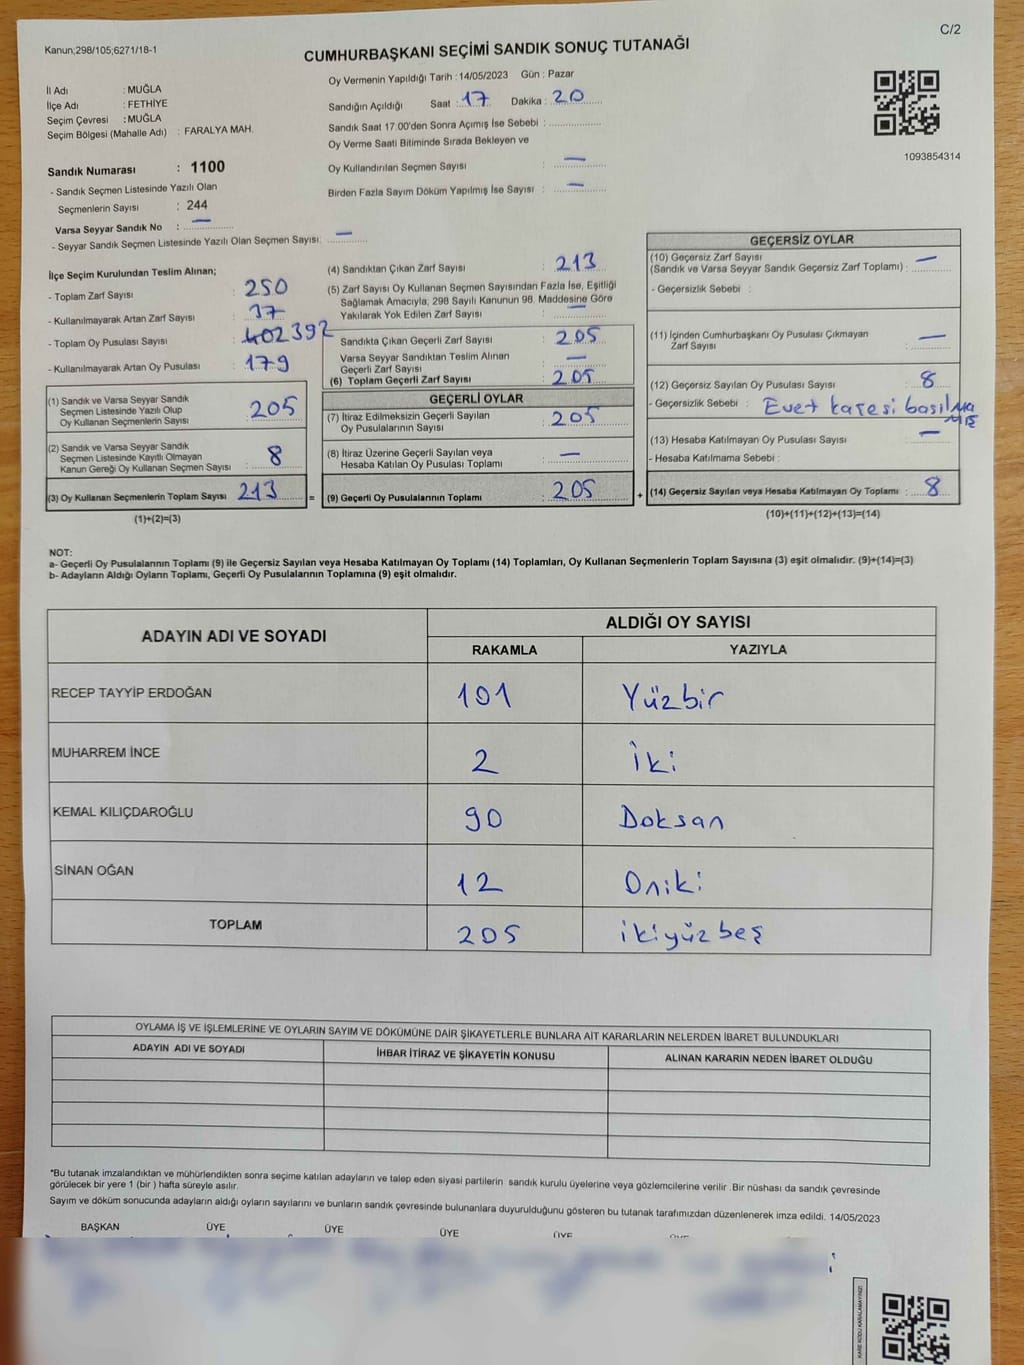 Kanun;298/105;6271/18-1
C/2
CUMHURBAŞKANI SEÇİMİ SANDIK SONUÇ TUTANAĞI
İl Adı : MUĞLA
İlçe Adı : FETHİYE
Seçim Çevresi : MUĞLA
Seçim Bölgesi (Mahalle Adı) : FARALYA MAH.
Sandık Numarası : 1100
- Sandık Seçmen Listesinde Yazılı Olan
Seçmenlerin Sayısı : 244
Varsa Seyyar Sandık No : —
- Seyyar Sandık Seçmen Listesinde Yazılı Olan Seçmen Sayısı: —
Oy Vermenin Yapıldığı Tarih : 14/05/2023 Gün : Pazar
Sandığın Açıldığı Saat : 17 Dakika : 20
Sandık Saat 17:00'den Sonra Açımış İse Sebebi :
Oy Verme Saati Bitiminde Sırada Bekleyen ve
Oy Kullandırılan Seçmen Sayısı : —
Birden Fazla Sayım Döküm Yapılmış İse Sayısı : —
1093854314
İlçe Seçim Kurulundan Teslim Alınan;
- Toplam Zarf Sayısı : 250
- Kullanılmayarak Artan Zarf Sayısı : 37
- Toplam Oy Pusulası Sayısı : 402 392
- Kullanılmayarak Artan Oy Pusulası : 179
(1) Sandık ve Varsa Seyyar Sandık
Seçmen Listesinde Yazılı Olup
Oy Kullanan Seçmenlerin Sayısı : 205
(2) Sandık ve Varsa Seyyar Sandık
Seçmen Listesinde Kayıtlı Olmayan
Kanun Gereği Oy Kullanan Seçmen Sayısı : 8
(3) Oy Kullanan Seçmenlerin Toplam Sayısı : 213 =
(1)+(2)=(3)
(4) Sandıktan Çıkan Zarf Sayısı : 213
(5) Zarf Sayısı Oy Kullanan Seçmen Sayısından Fazla İse, Eşitliği
Sağlamak Amacıyla, 298 Sayılı Kanunun 98. Maddesine Göre
Yakılarak Yok Edilen Zarf Sayısı : —
Sandıkta Çıkan Geçerli Zarf Sayısı : 205
Varsa Seyyar Sandıktan Teslim Alınan
Geçerli Zarf Sayısı : —
(6) Toplam Geçerli Zarf Sayısı : 205
GEÇERLİ OYLAR
(7) İtiraz Edilmeksizin Geçerli Sayılan
Oy Pusulalarının Sayısı : 205
(8) İtiraz Üzerine Geçerli Sayılan veya
Hesaba Katılan Oy Pusulası Toplamı : —
(9) Geçerli Oy Pusulalarının Toplamı : 205 +
GEÇERSİZ OYLAR
(10) Geçersiz Zarf Sayısı
(Sandık ve Varsa Seyyar Sandık Geçersiz Zarf Toplamı) : —
- Geçersizlik Sebebi :
(11) İçinden Cumhurbaşkanı Oy Pusulası Çıkmayan
Zarf Sayısı : —
(12) Geçersiz Sayılan Oy Pusulası Sayısı : 8
- Geçersizlik Sebebi : Evet karesi basılma
mış
(13) Hesaba Katılmayan Oy Pusulası Sayısı : —
- Hesaba Katılmama Sebebi :
(14) Geçersiz Sayılan veya Hesaba Katılmayan Oy Toplamı : 8
(10)+(11)+(12)+(13)=(14)
NOT:
a- Geçerli Oy Pusulalarının Toplamı (9) ile Geçersiz Sayılan veya Hesaba Katılmayan Oy Toplamı (14) Toplamları, Oy Kullanan Seçmenlerin Toplam Sayısına (3) eşit olmalıdır. (9)+(14)=(3)
b- Adayların Aldığı Oyların Toplamı, Geçerli Oy Pusulalarının Toplamına (9) eşit olmalıdır.
ADAYIN ADI VE SOYADI
ALDIĞI OY SAYISI
RAKAMLA YAZIYLA
RECEP TAYYİP ERDOĞAN 101 Yüzbir
MUHARREM İNCE 2 İki
KEMAL KILIÇDAROĞLU 90 Doksan
SİNAN OĞAN 12 Oniki
TOPLAM 205 ikiyüzbeş
OYLAMA İŞ VE İŞLEMLERİNE VE OYLARIN SAYIM VE DÖKÜMÜNE DAİR ŞİKAYETLERLE BUNLARA AİT KARARLARIN NELERDEN İBARET BULUNDUKLARI
ADAYIN ADI VE SOYADI İHBAR İTİRAZ VE ŞİKAYETİN KONUSU ALINAN KARARIN NEDEN İBARET OLDUĞU
*Bu tutanak imzalandıktan ve mühürlendikten sonra seçime katılan adayların ve talep eden siyasi partilerin sandık kurulu üyelerine veya gözlemcilerine verilir. Bir nüshası da sandık çevresinde
görülecek bir yere 1 (bir ) hafta süreyle asılır.
Sayım ve döküm sonucunda adayların aldığı oyların sayılarını ve bunların sandık çevresinde bulunanlara duyurulduğunu gösteren bu tutanak tarafımızdan düzenlenerek imza edildi. 14/05/2023
BAŞKAN ÜYE ÜYE ÜYE ÜYE ÜYE
KARE KODU KARALAMAYINIZ!